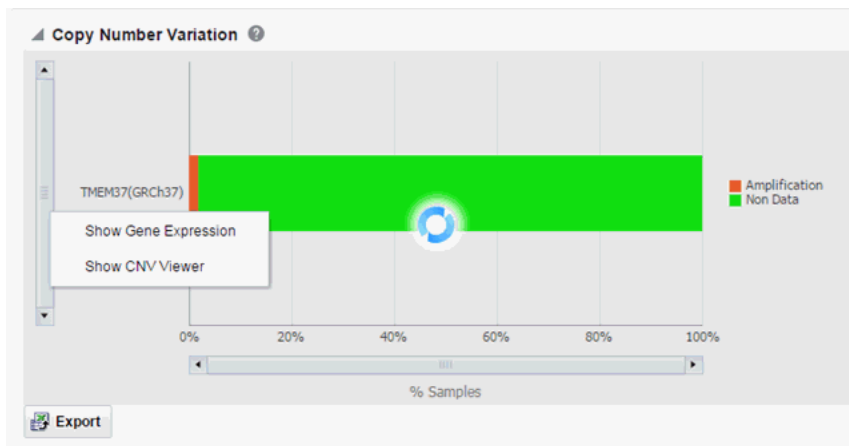 Copy Number Variation ?
TMEM37(GRCh37)
Show Gene Expression
Show CNV Viewer
Amplification
Non Data
0% 20% 40% 60% 80% 100%
% Samples
Export